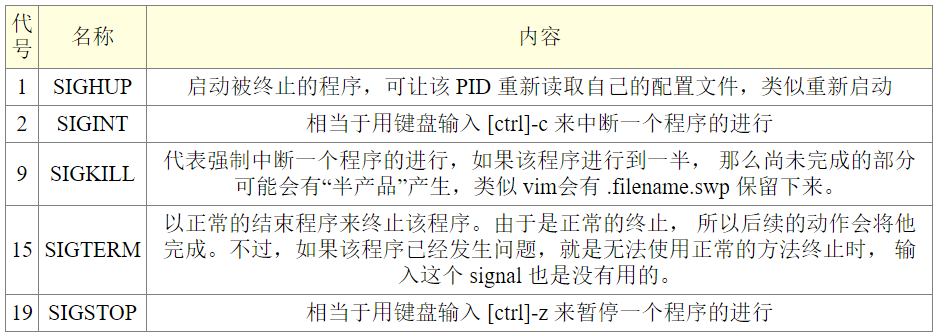 代号 名称 内容
1 SIGHUP 启动被终止的程序，可让该 PID 重新读取自己的配置文件，类似重新启动
2 SIGINT 相当于用键盘输入 [ctrl]-c 来中断一个程序的进行
9 SIGKILL 代表强制中断一个程序的进行，如果该程序进行到一半， 那么尚未完成的部分
可能会有“半产品”产生，类似 vim会有 .filename.swp 保留下来。
15 SIGTERM 以正常的结束程序来终止该程序。由于是正常的终止， 所以后续的动作会将他
完成。不过，如果该程序已经发生问题，就是无法使用正常的方法终止时， 输
入这个 signal 也是没有用的。
19 SIGSTOP 相当于用键盘输入 [ctrl]-z 来暂停一个程序的进行